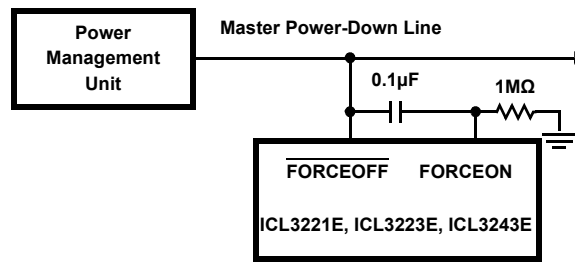 Power
Management
Unit
Master Power-Down Line
0.1μF
1MΩ
FORCEOFF FORCEON
ICL3221E, ICL3223E, ICL3243E